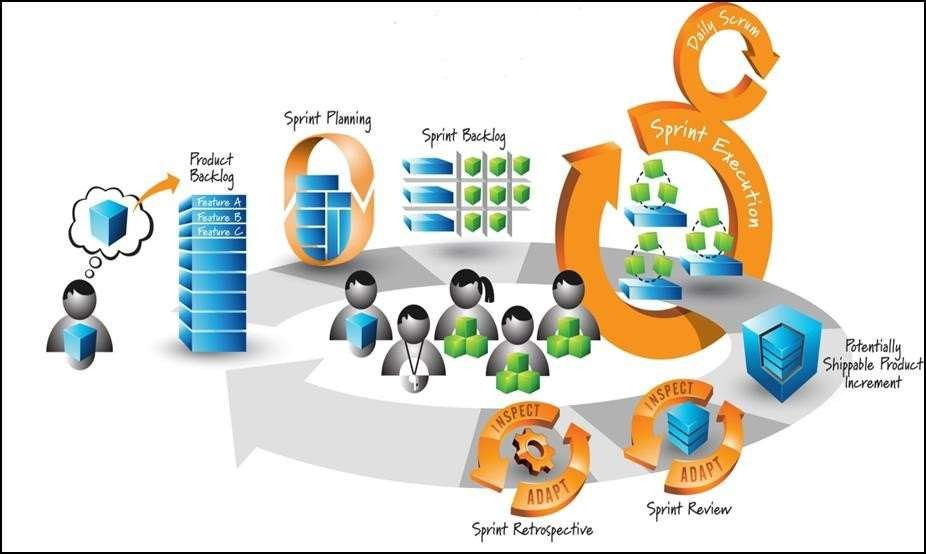 Daily Scrum
Sprint Execution
Sprint Planning
Sprint Backlog
Product
Backlog
Feature A
Feature B
Feature C
Potentially
Shippable Product
Increment
INSPECT
ADAPT
Sprint Review
INSPECT
ADAPT
Sprint Retrospective